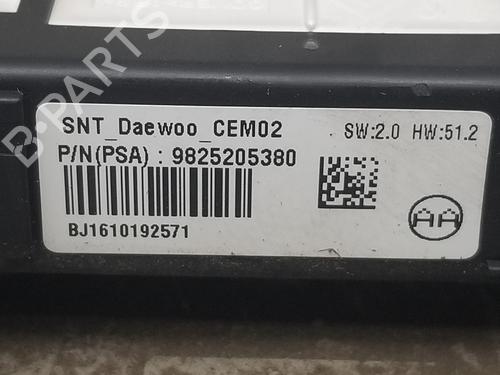 SNT_Daewoo_CEM02
SW:2.0 HW:51.2
P/N(PSA) : 9825205380
AA
BJ1610192571
B-PARTS